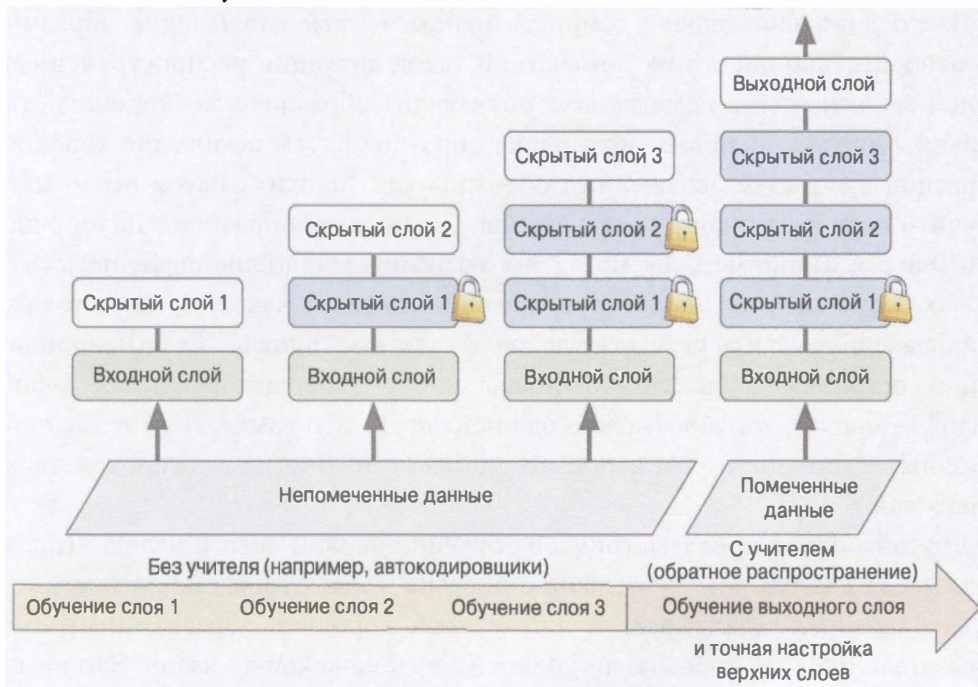 Выходной слой
Скрытый слой 3
Скрытый слой 3
Скрытый слой 2
Скрытый слой 2
Скрытый слой 2
Скрытый слой 1
Скрытый слой 1
Скрытый слой 1
Скрытый слой 1
Входной слой
Входной слой
Входной слой
Входной слой
Непомеченные данные
Помеченные
данные
Без учителя (например, автокодировщики)
С учителем
(обратное распространение)
Обучение слоя 1
Обучение слоя 2
Обучение слоя 3
Обучение выходного слоя
и точная настройка
верхних слоев